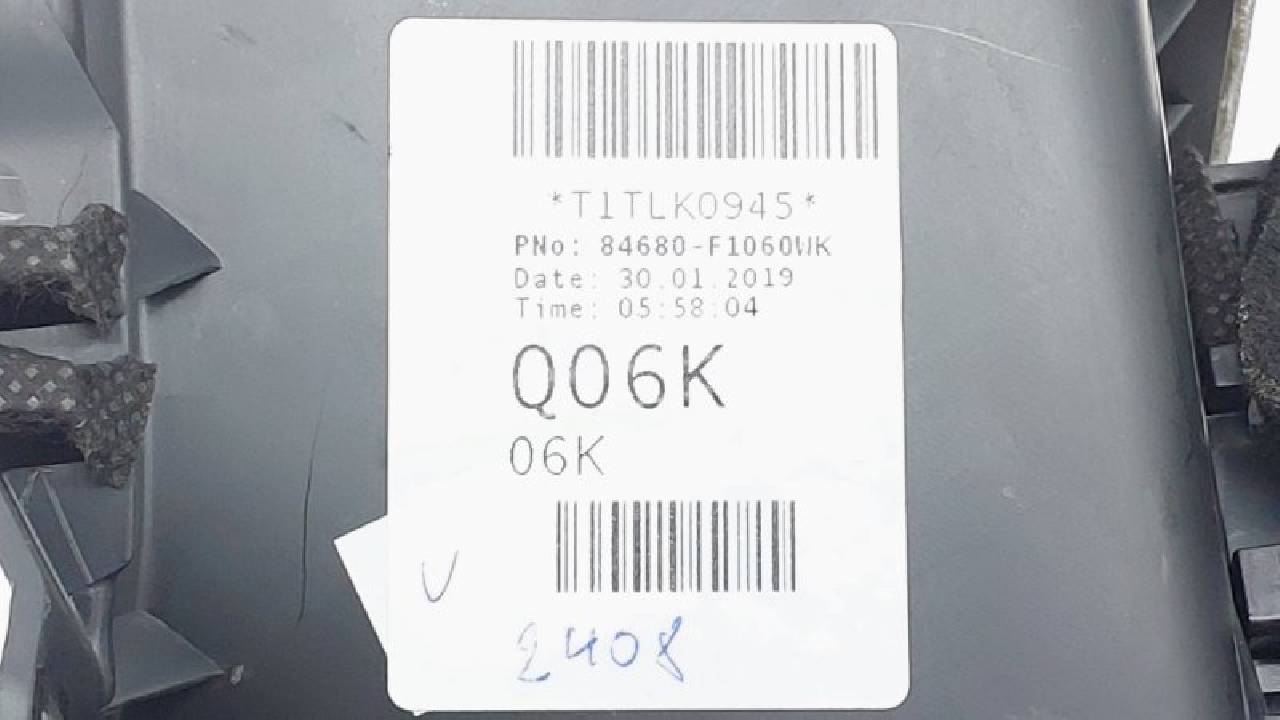 *T1TLK0945*
PNo: 84680-F1060WK
Date: 30.01.2019
Time: 05:58:04
Q06K
06K
V
2408